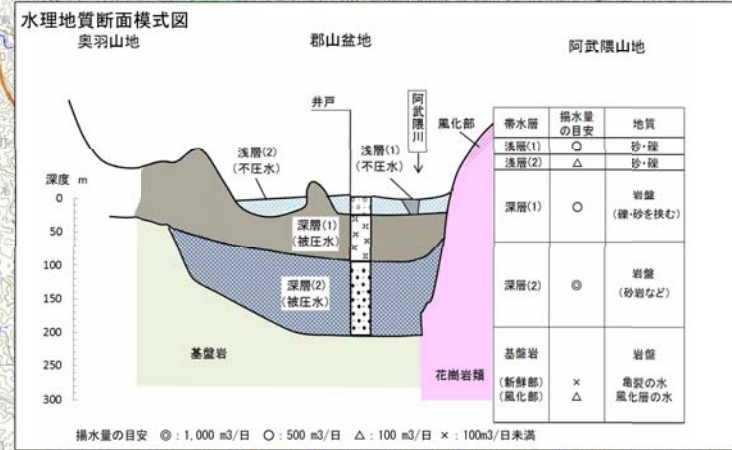 水理地質断面模式図
奥羽山地
郡山盆地
阿武隈山地
井戸
阿武隈川
風化部
浅層(2)
(不圧水)
浅層(1)
(不圧水)
深度 m
0
50
100
150
200
250
300
深層(1)
(被圧水)
深層(2)
(被圧水)
基盤岩
花崗岩類
帯水層 揚水量の目安 地質
浅層(1) ○ 砂・礫
浅層(2) △ 砂・礫
深層(1) ○ 岩盤
(礫・砂を挟む)
深層(2) ◎ 岩盤
(砂岩など)
基盤岩 岩盤
(新鮮部) × 亀裂の水
(風化部) △ 風化層の水
揚水量の目安 ◎:1,000 m3/日 ○:500 m3/日 △:100 m3/日 ×:100m3/日未満